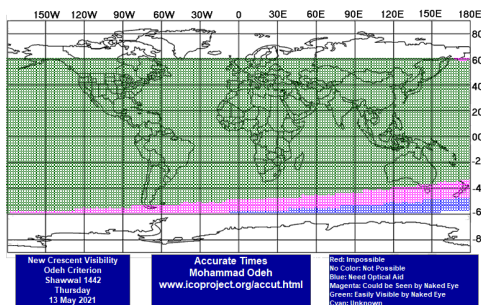 150W 120W 90W 60W 30W 0 30E 60E 90E 120E 150E 180E
80
60
40
20
0
-2
-4
-6
-8
New Crescent Visibility
Odeh Criterion
Shawwal 1442
Thursday
13 May 2021
Accurate Times
Mohammad Odeh
www.icoproject.org/accut.html
Red: Impossible
No Color: Not Possible
Blue: Need Optical Aid
Magenta: Could be Seen by Naked Eye
Green: Easily Visible by Naked Eye
Cyan: Unknown